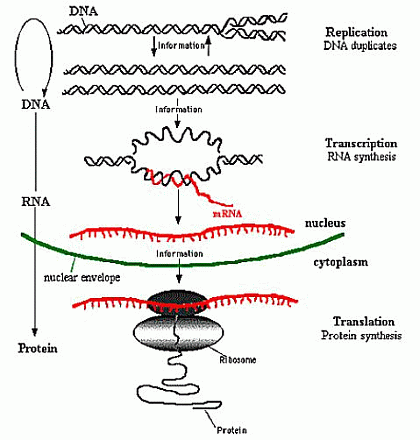 DNA
Replication
DNA duplicates
Information
DNA
Information
Transcription
RNA synthesis
RNA
mRNA
nucleus
Information
cytoplasm
nuclear envelope
Translation
Protein synthesis
Protein
Ribosome
Protein